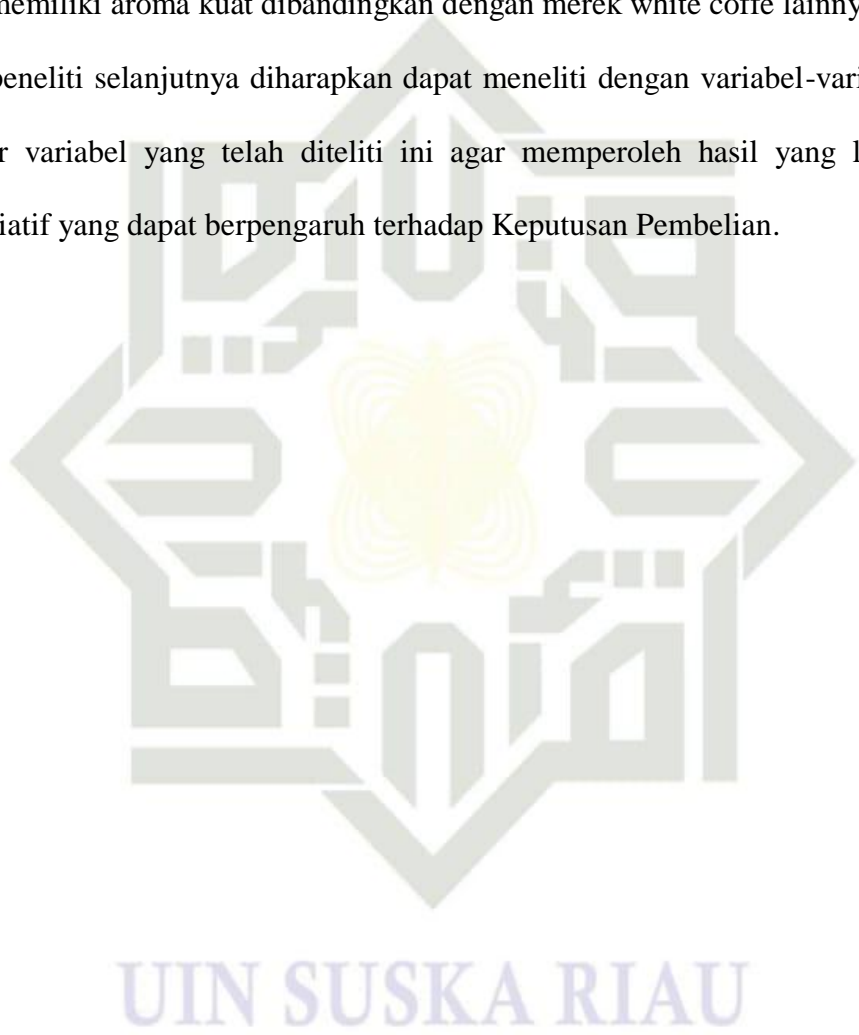 memiliki aroma kuat dibandingkan dengan merek white coffe lainny
peneliti selanjutnya diharapkan dapat meneliti dengan variabel-vari
r variabel yang telah diteliti ini agar memperoleh hasil yang l
iatif yang dapat berpengaruh terhadap Keputusan Pembelian.
UIN SUSKA RIAU